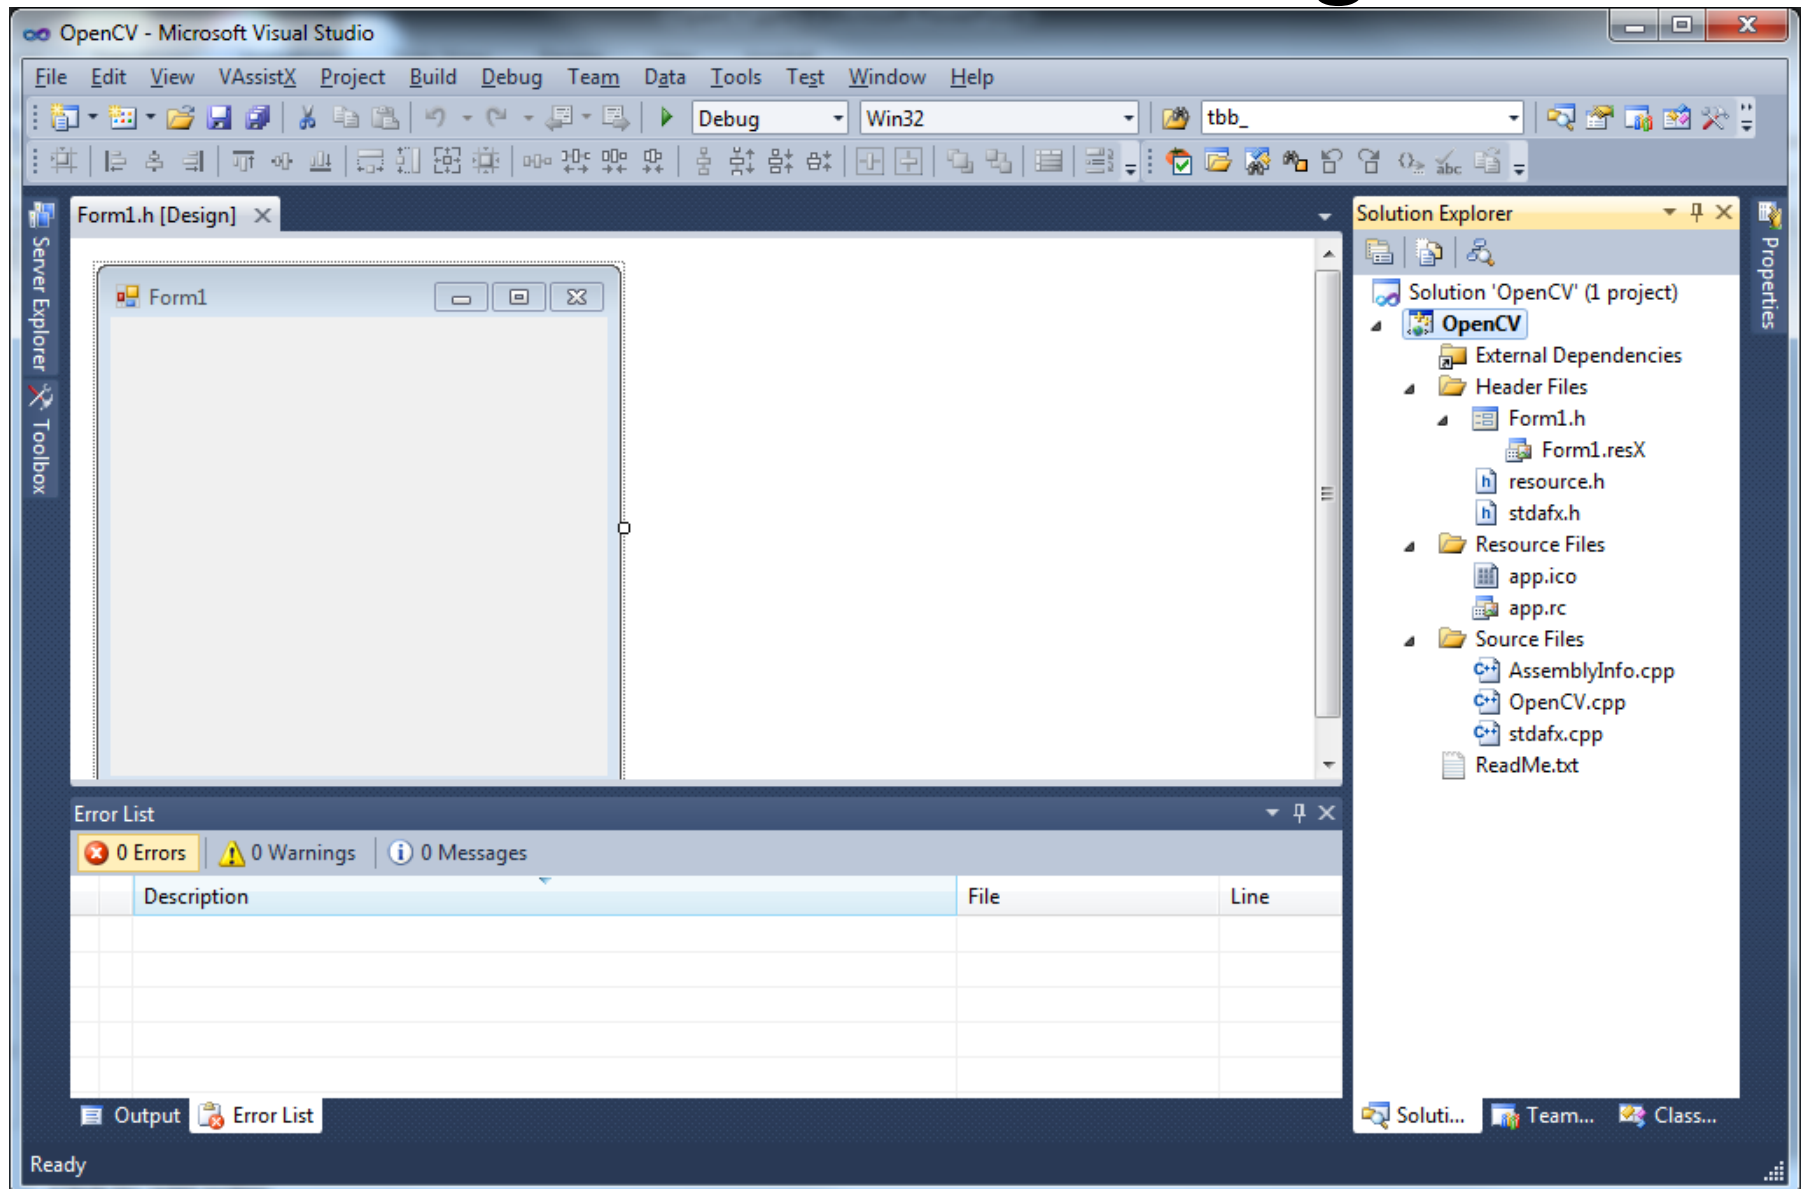 OpenCV - Microsoft Visual Studio
File Edit View VAssistX Project Build Debug Team Data Tools Test Window Help
Debug Win32 tbb_
Server Explorer
Toolbox
Form1.h [Design]
Form1
Solution Explorer
Solution 'OpenCV' (1 project)
OpenCV
External Dependencies
Header Files
Form1.h
Form1.resX
resource.h
stdafx.h
Resource Files
app.ico
app.rc
Source Files
AssemblyInfo.cpp
OpenCV.cpp
stdafx.cpp
ReadMe.txt
Properties
Error List
0 Errors 0 Warnings 0 Messages
Description File Line
Output Error List
Soluti... Team... Class...
Ready